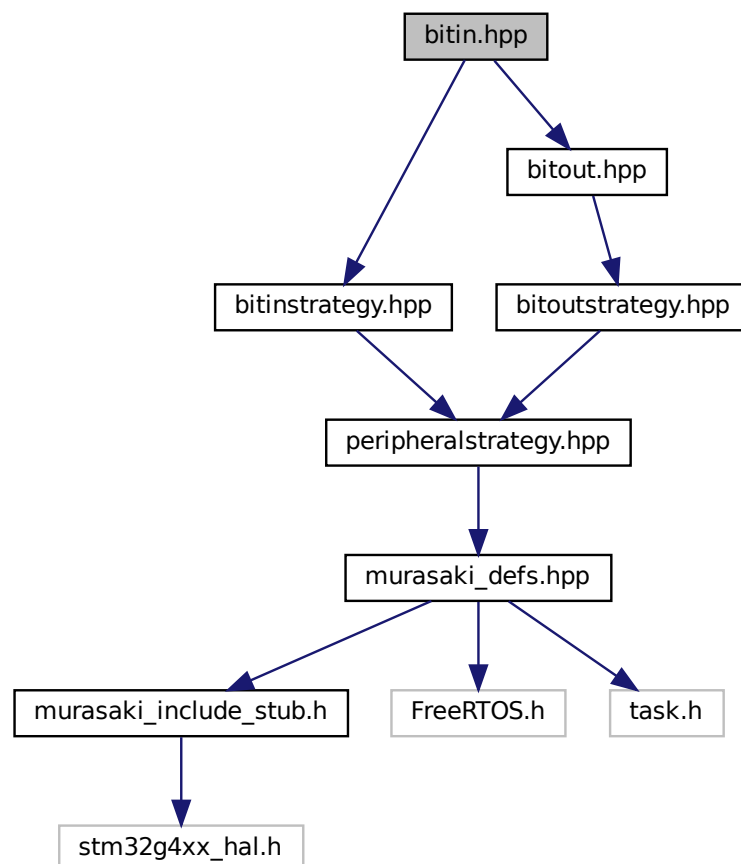 bitin.hpp
bitout.hpp
bitinstrategy.hpp
bitoutstrategy.hpp
peripheralstrategy.hpp
murasaki_defs.hpp
murasaki_include_stub.h
FreeRTOS.h
task.h
stm32g4xx_hal.h